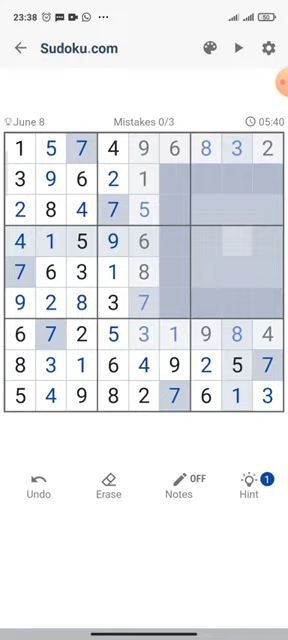 23:38 50
Sudoku.com
June 8 Mistakes 0/3 05:40
1 5 7 4 9 6 8 3 2
3 9 6 2 1
2 8 4 7 5
4 1 5 9 6
7 6 3 1 8
9 2 8 3 7
6 7 2 5 3 1 9 8 4
8 3 1 6 4 9 2 5 7
5 4 9 8 2 7 6 1 3
OFF 1
Undo Erase Notes Hint